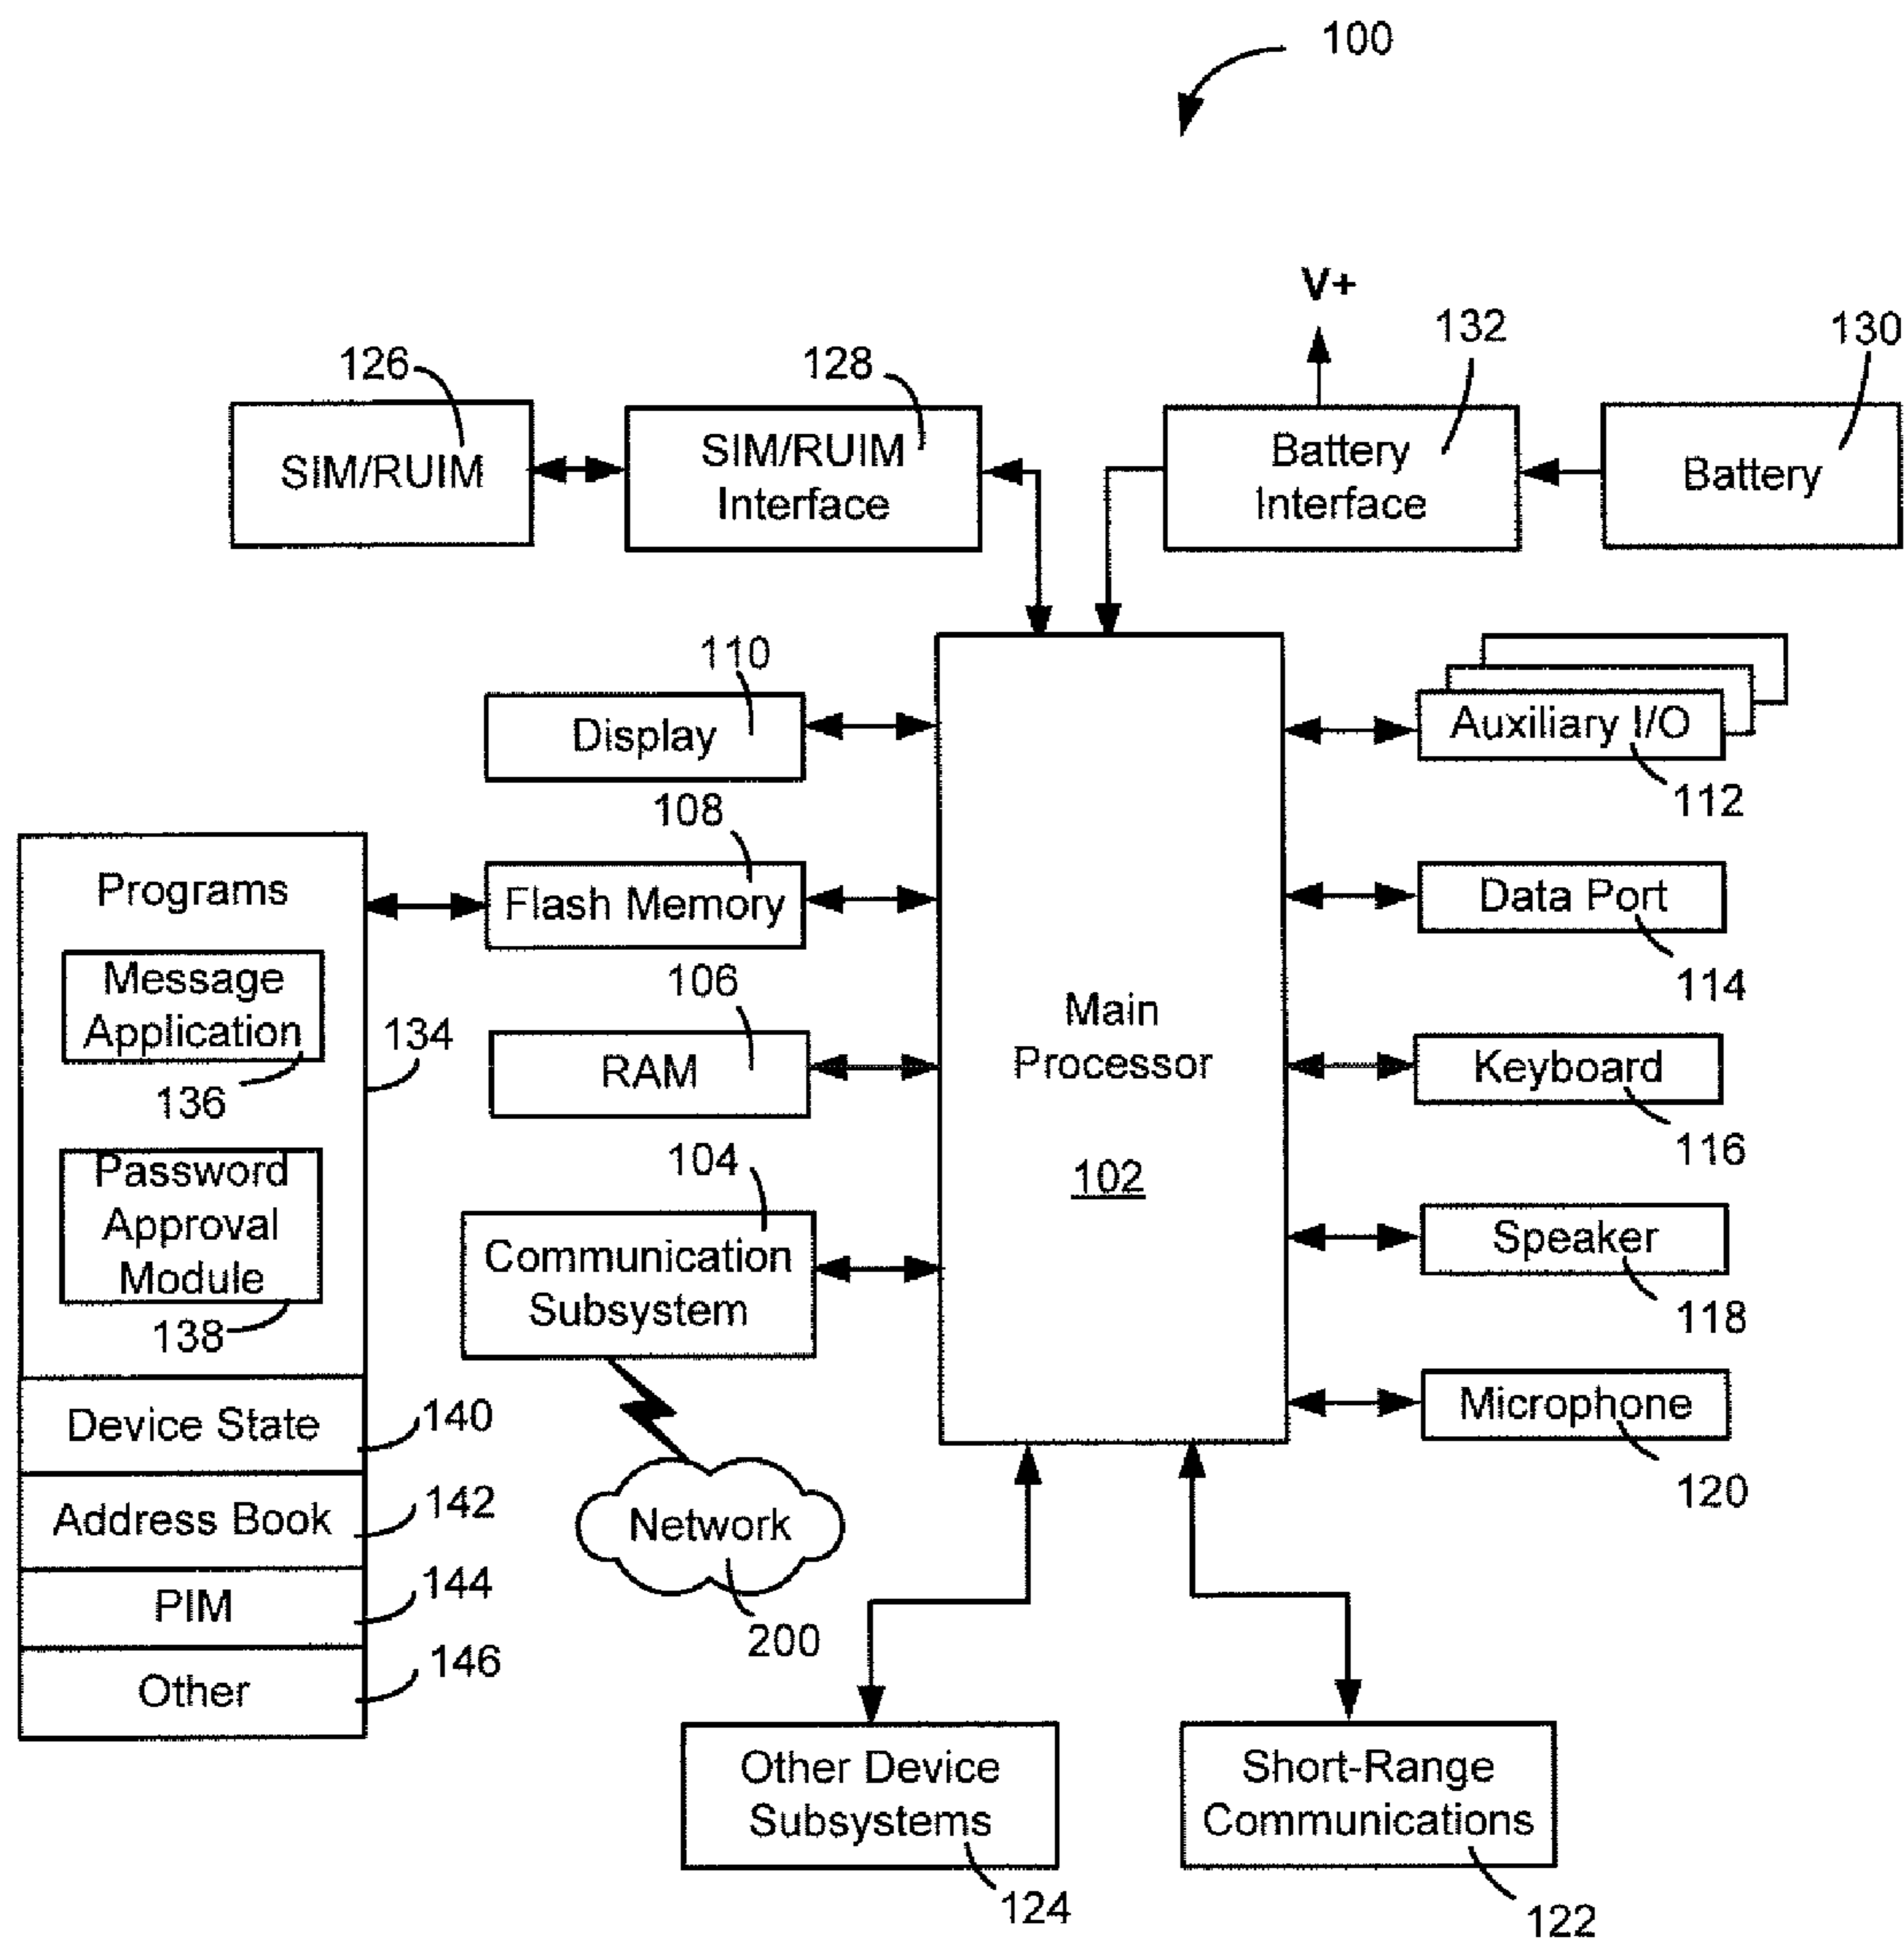 100
V+
126
128
132
130
SIM/RUIM
SIM/RUIM
Interface
Battery
Interface
Battery
110
Display
Auxiliary I/O
112
108
Programs
Flash Memory
Data Port
114
Message
Application
136
134
106
RAM
Main
Processor
102
Keyboard
116
Password
Approval
Module
138
104
Communication
Subsystem
Speaker
118
Device State
140
Microphone
120
Address Book
142
Network
200
PIM
144
Other
146
Other Device
Subsystems
124
Short-Range
Communications
122